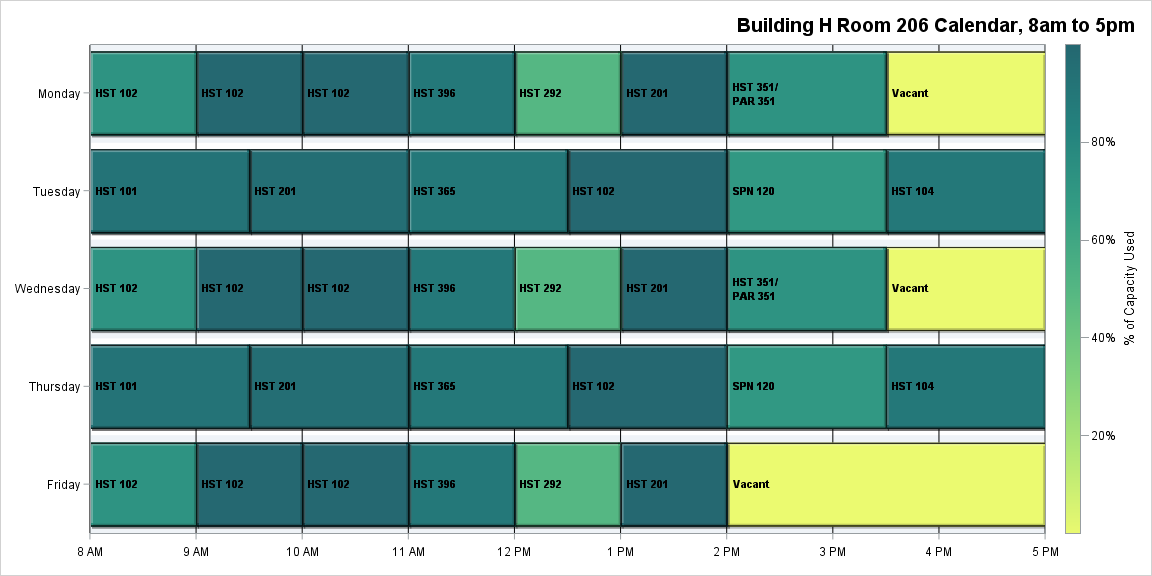 Building H Room 206 Calendar, 8am to 5pm
Monday
HST 102
HST 102
HST 102
HST 396
HST 292
HST 201
HST 351/
PAR 351
Vacant
Tuesday
HST 101
HST 201
HST 365
HST 102
SPN 120
HST 104
Wednesday
HST 102
HST 102
HST 102
HST 396
HST 292
HST 201
HST 351/
PAR 351
Vacant
Thursday
HST 101
HST 201
HST 365
HST 102
SPN 120
HST 104
Friday
HST 102
HST 102
HST 102
HST 396
HST 292
HST 201
Vacant
8 AM
9 AM
10 AM
11 AM
12 PM
1 PM
2 PM
3 PM
4 PM
5 PM
80%
60%
40%
20%
% of Capacity Used